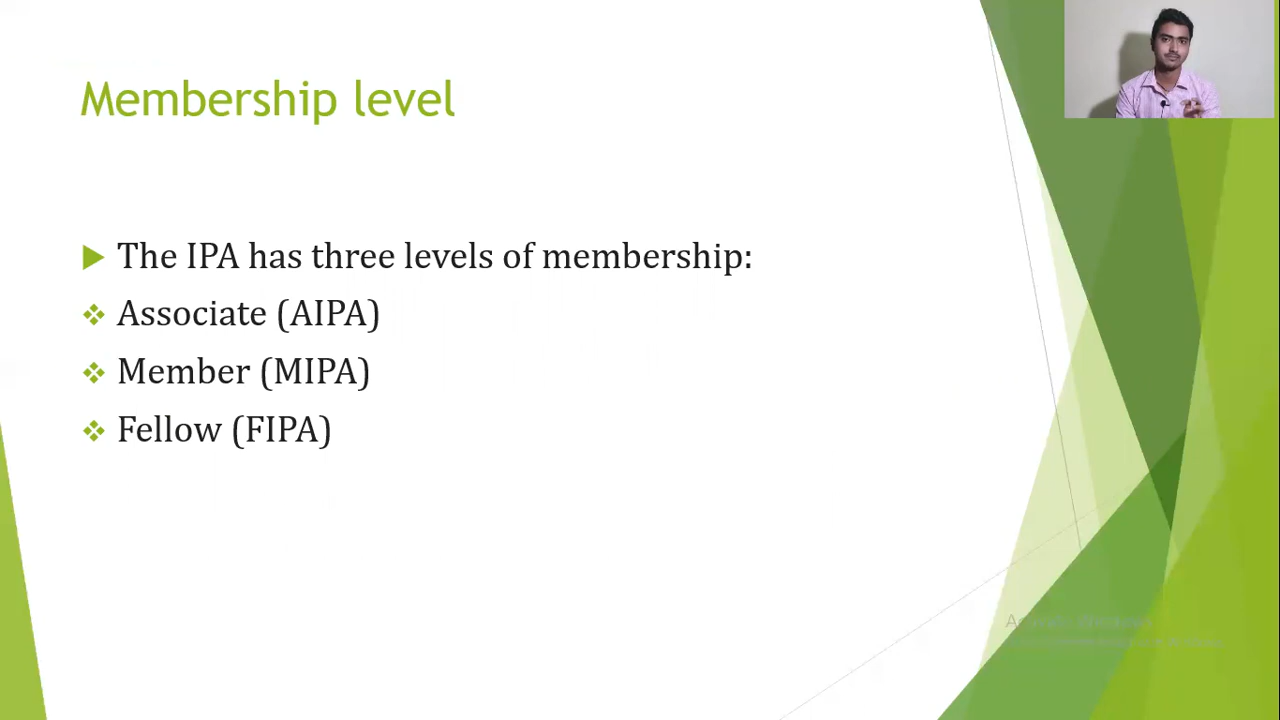 Membership level
The IPA has three levels of membership:
Associate (AIPA)
Member (MIPA)
Fellow (FIPA)